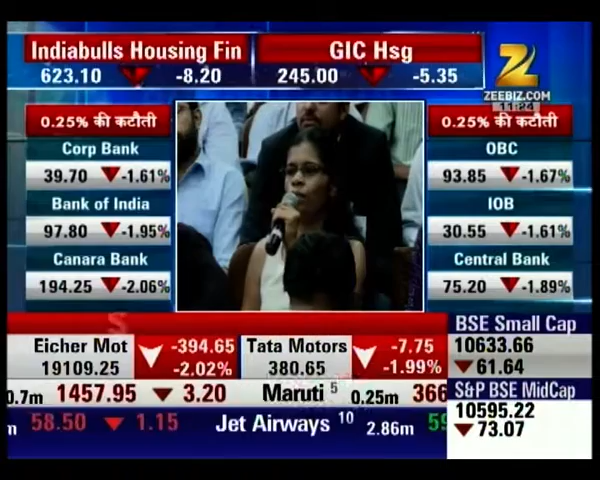 Indiabulls Housing Fin
623.10 -8.20
GIC Hsg
245.00 -5.35
Z
ZEEBIZ.COM
11:24
0.25% की कटौती
Corp Bank
39.70 -1.61%
Bank of India
97.80 -1.95%
Canara Bank
194.25 -2.06%
0.25% की कटौती
OBC
93.85 -1.67%
IOB
30.55 -1.61%
Central Bank
75.20 -1.89%
S
Eicher Mot
19109.25
-394.65
-2.02%
Tata Motors
380.65
-7.75
-1.99%
BSE Small Cap
10633.66
61.64
S&P BSE MidCap
10595.22
73.07
0.7m 1457.95 3.20 Maruti 5 0.25m 366
m 58.50 1.15 Jet Airways 10 2.86m 59